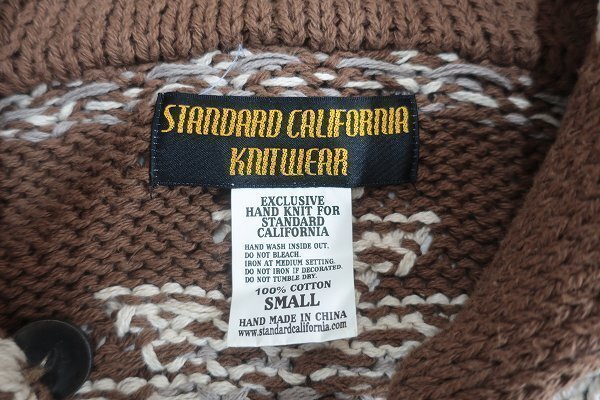 STANDARD CALIFORNIA
KNITWEAR
EXCLUSIVE
HAND KNIT FOR
STANDARD
CALIFORNIA
HAND WASH INSIDE OUT.
DO NOT BLEACH.
IRON AT MEDIUM SETTING.
DO NOT IRON IF DECORATED.
DO NOT TUMBLE DRY.
100% COTTON
SMALL
HAND MADE IN CHINA
www.standardcalifornia.com